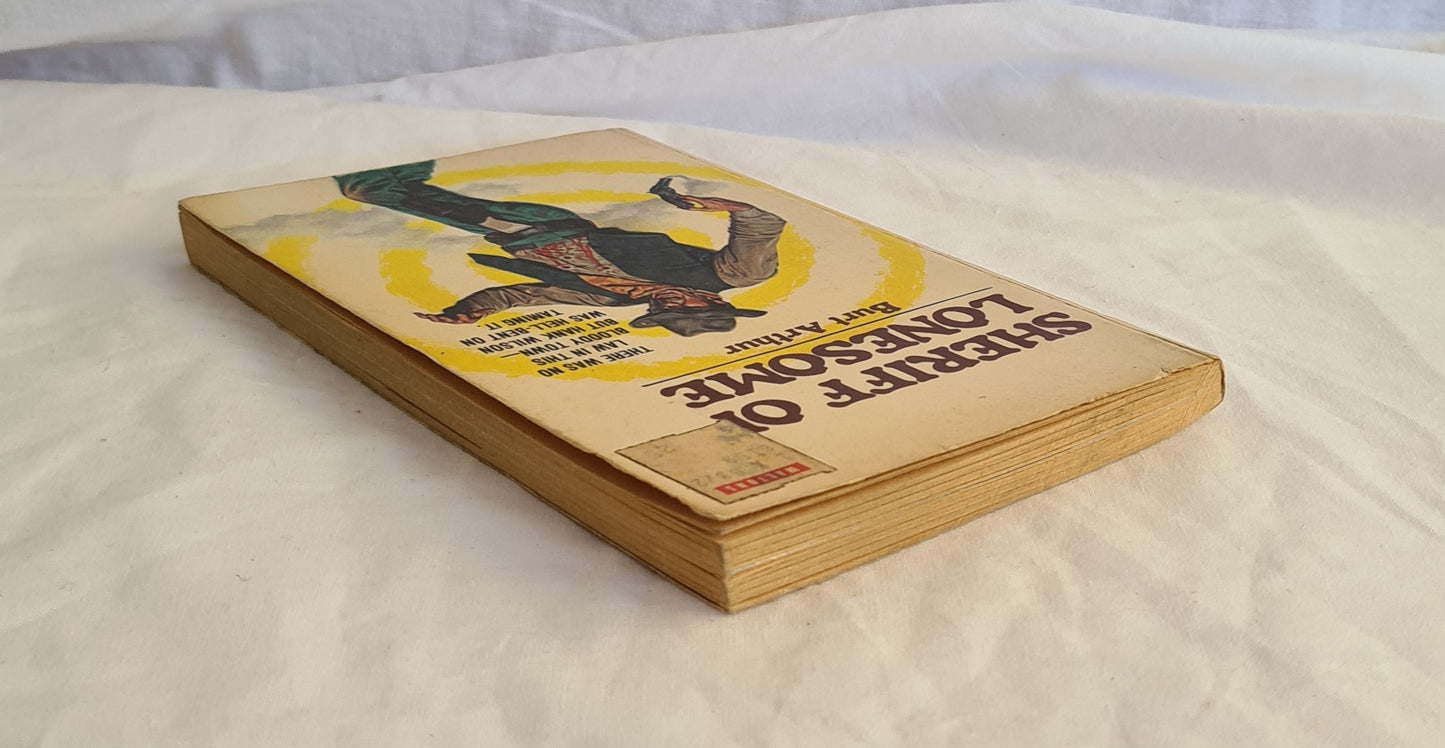 SHERIFF O
LONESOME
Burt Arthur
THERE WAS NO
LAW IN THIS
BLOODY TOWN—
BUT HANK WILSON
WAS HELL-BENT ON
TAMING IT
WALTONS